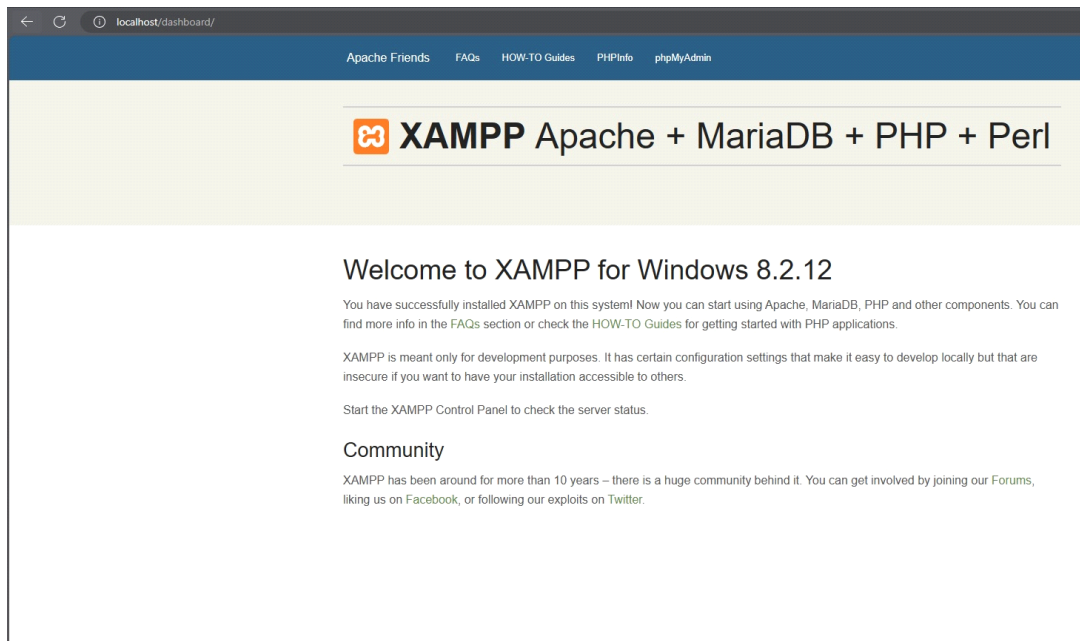 localhost/dashboard/
Apache Friends FAQs HOW-TO Guides PHPInfo phpMyAdmin
XAMPP Apache + MariaDB + PHP + Perl
Welcome to XAMPP for Windows 8.2.12
You have successfully installed XAMPP on this system! Now you can start using Apache, MariaDB, PHP and other components. You can
find more info in the FAQs section or check the HOW-TO Guides for getting started with PHP applications.
XAMPP is meant only for development purposes. It has certain configuration settings that make it easy to develop locally but that are
insecure if you want to have your installation accessible to others.
Start the XAMPP Control Panel to check the server status.
Community
XAMPP has been around for more than 10 years – there is a huge community behind it. You can get involved by joining our Forums,
liking us on Facebook, or following our exploits on Twitter.